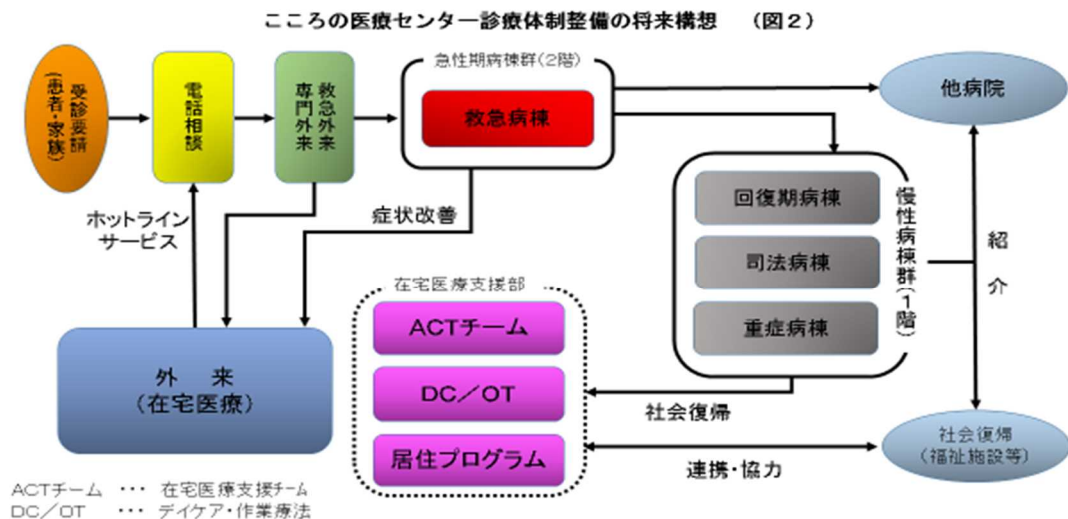 こころの医療センター診療体制整備の将来構想　（図２）
受診要請
（患者・家族）
電話相談
救急外来
専門外来
急性期病棟群（2階）
救急病棟
他病院
ホットライン
サービス
症状改善
回復期病棟
司法病棟
重症病棟
慢性病棟群（１階）
紹　介
在宅医療支援部
ACTチーム
DC／OT
居住プログラム
外　来
（在宅医療）
社会復帰
連携・協力
社会復帰
（福祉施設等）
ACTチーム　・・・　在宅医療支援チーム
DC／OT　・・・　デイケア・作業療法